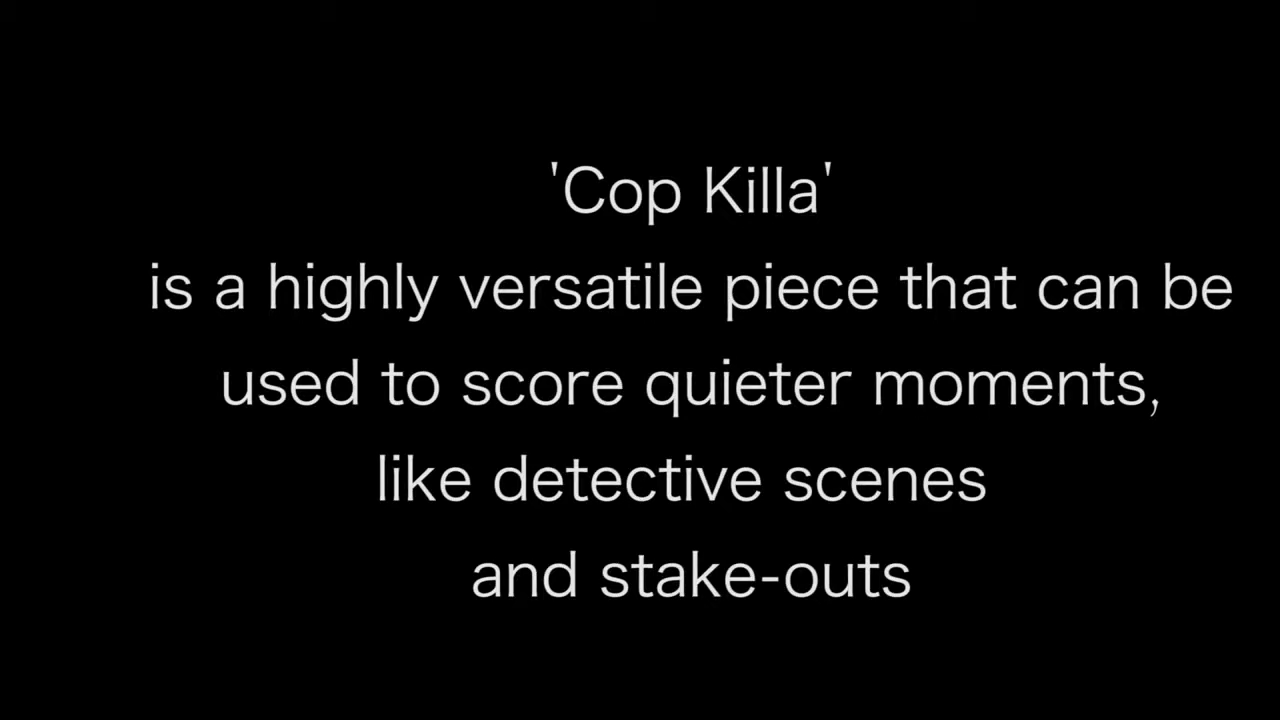 'Cop Killa'
is a highly versatile piece that can be
used to score quieter moments,
like detective scenes
and stake-outs